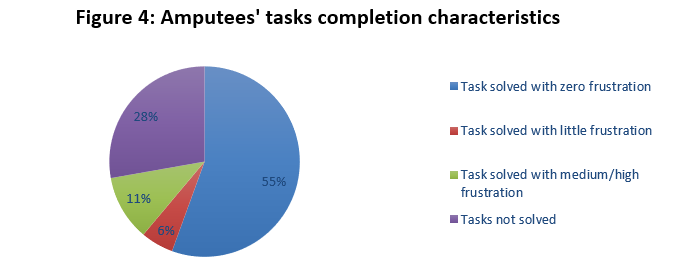 Figure 4: Amputees' tasks completion characteristics
28%
55%
11%
6%
Task solved with zero frustration
Task solved with little frustration
Task solved with medium/high
frustration
Tasks not solved